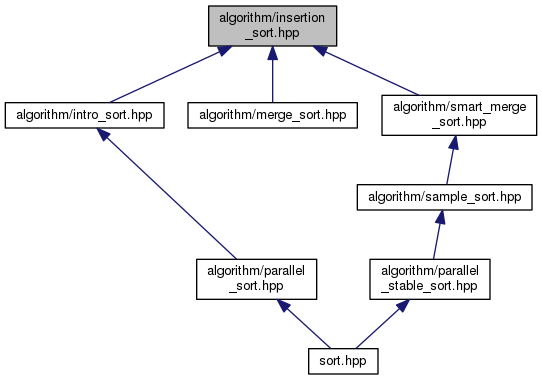 algorithm/insertion
_sort.hpp
algorithm/intro_sort.hpp
algorithm/merge_sort.hpp
algorithm/smart_merge
_sort.hpp
algorithm/sample_sort.hpp
algorithm/parallel
_sort.hpp
algorithm/parallel
_stable_sort.hpp
sort.hpp